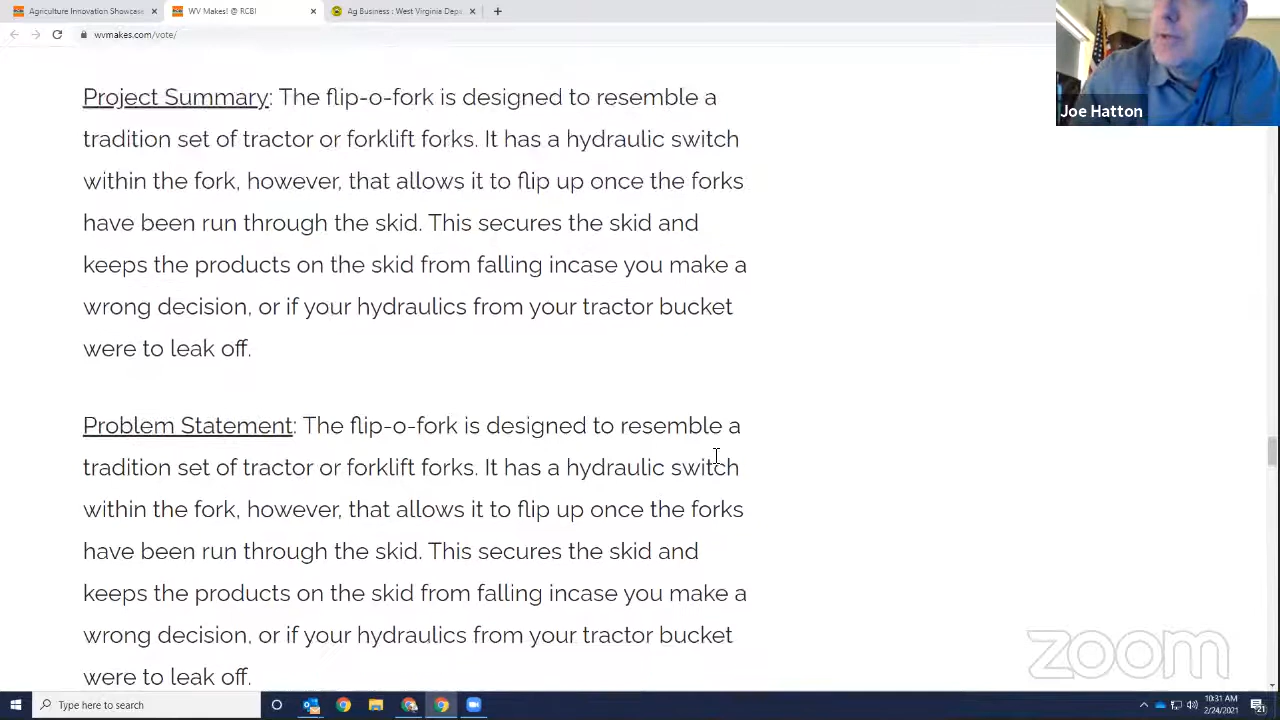 Agriculture Innovation Showcase
WV Makes! @ RCBI
Ag Business : West Virginia Depa
wvmakes.com/vote/
Joe Hatton
Project Summary: The flip-o-fork is designed to resemble a
tradition set of tractor or forklift forks. It has a hydraulic switch
within the fork, however, that allows it to flip up once the forks
have been run through the skid. This secures the skid and
keeps the products on the skid from falling incase you make a
wrong decision, or if your hydraulics from your tractor bucket
were to leak off.
Problem Statement: The flip-o-fork is designed to resemble a
tradition set of tractor or forklift forks. It has a hydraulic switch
within the fork, however, that allows it to flip up once the forks
have been run through the skid. This secures the skid and
keeps the products on the skid from falling incase you make a
wrong decision, or if your hydraulics from your tractor bucket
were to leak off.
zoom
Type here to search
10:31 AM
2/24/2021
21